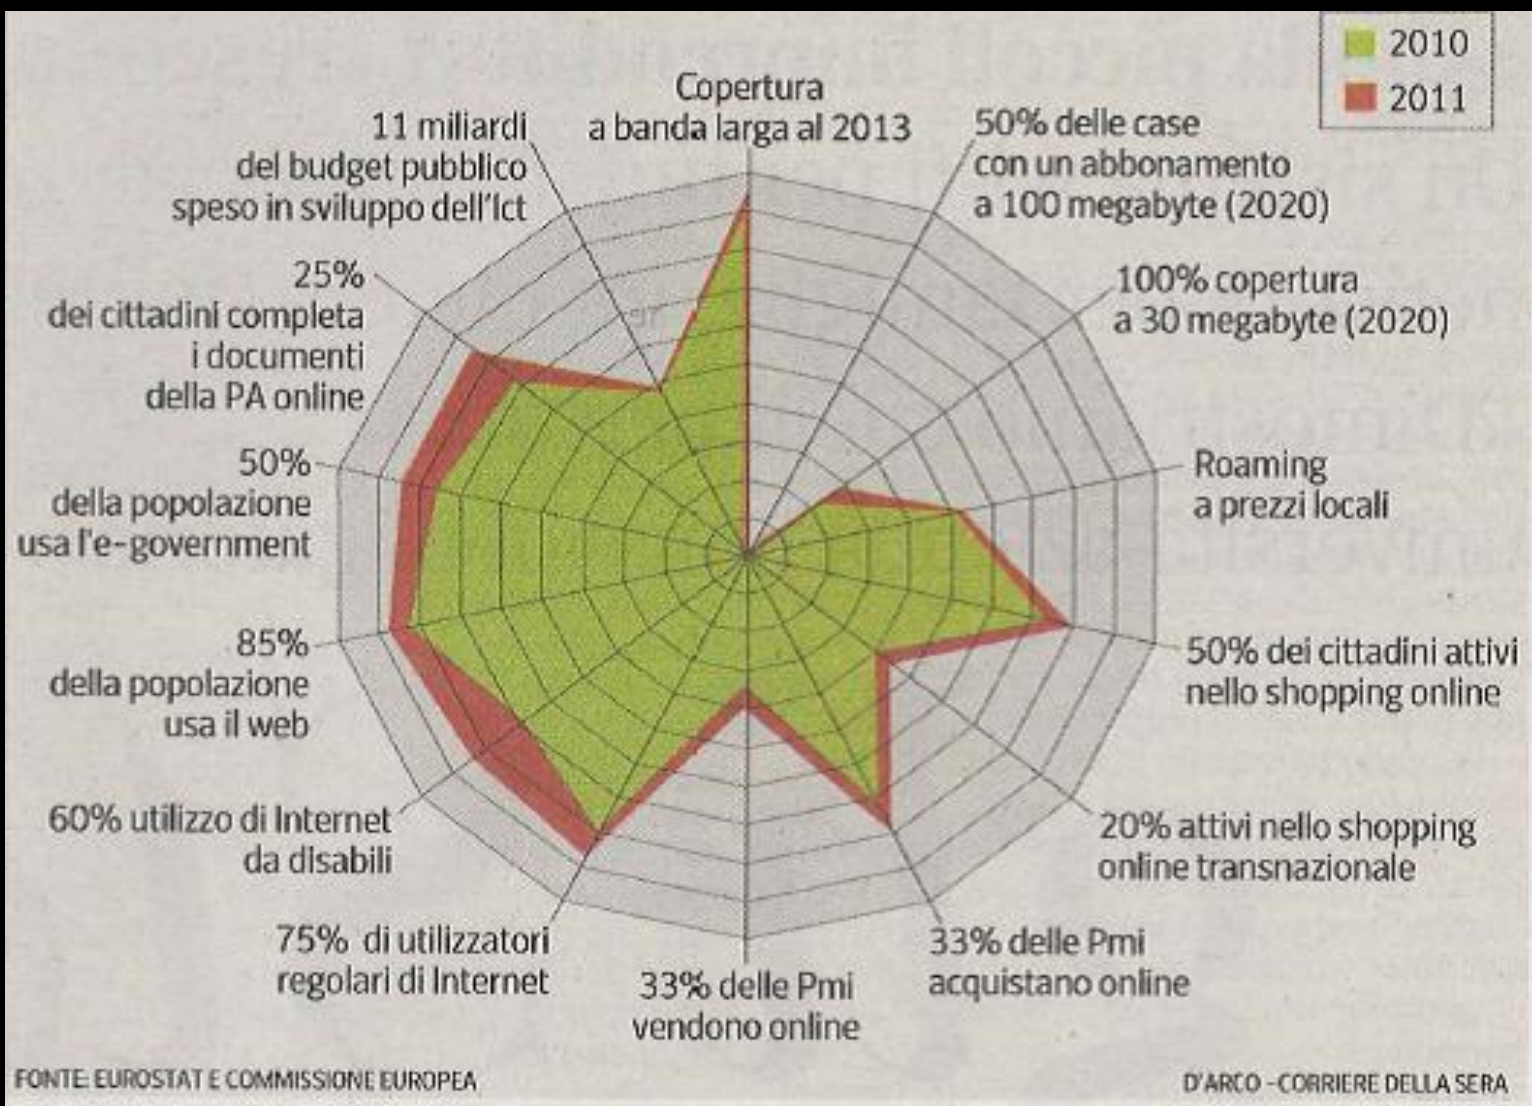 2010
2011
Copertura
a banda larga al 2013
50% delle case
con un abbonamento
a 100 megabyte (2020)
100% copertura
a 30 megabyte (2020)
Roaming
a prezzi locali
50% dei cittadini attivi
nello shopping online
20% attivi nello shopping
online transnazionale
33% delle Pmi
acquistano online
33% delle Pmi
vendono online
75% di utilizzatori
regolari di Internet
60% utilizzo di Internet
da disabili
85%
della popolazione
usa il web
50%
della popolazione
usa l'e-government
25%
dei cittadini completa
i documenti
della PA online
11 miliardi
del budget pubblico
speso in sviluppo dell'Ict
FONTE: EUROSTAT E COMMISSIONE EUROPEA
D'ARCO - CORRIERE DELLA SERA